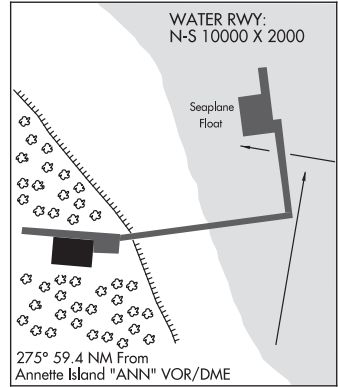 WATER RWY:
N-S 10000 X 2000
Seaplane
Float
275° 59.4 NM From
Annette Island "ANN" VOR/DME